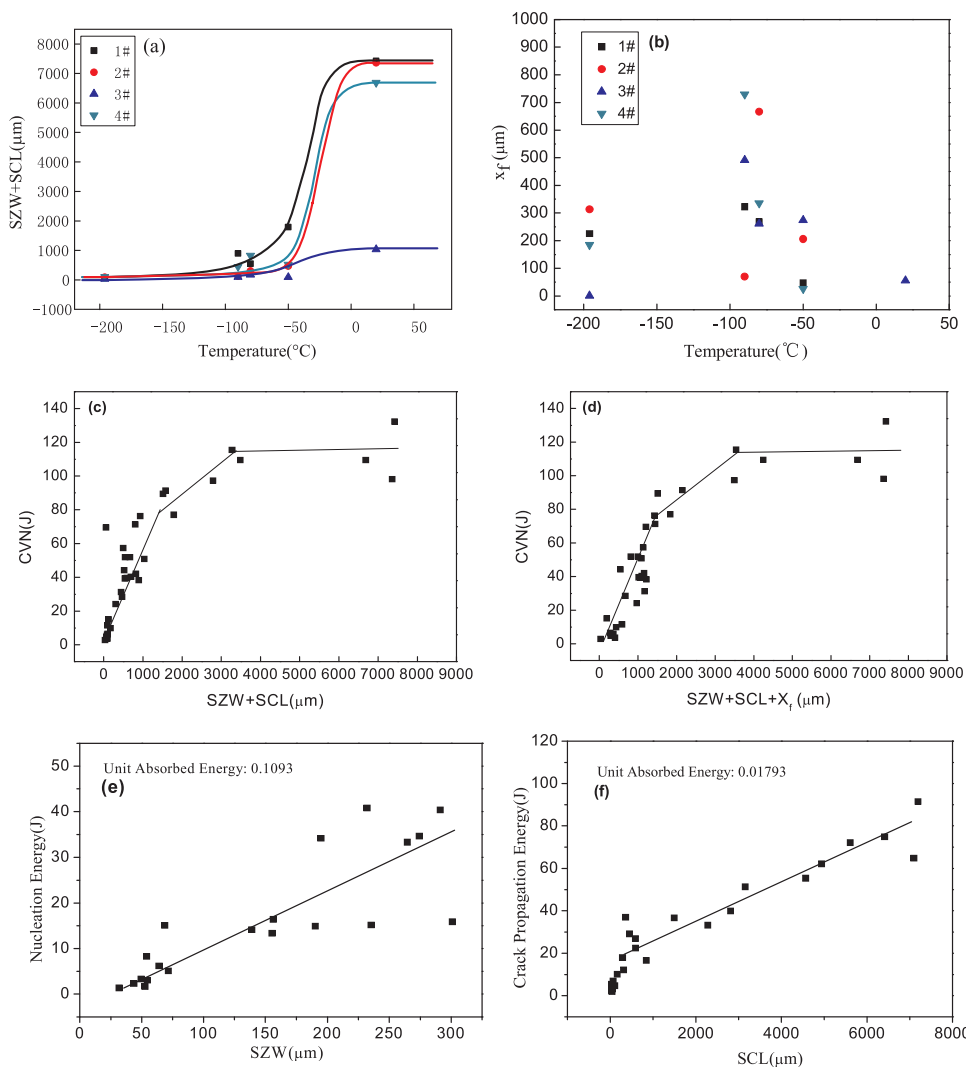 (a)
1#
2#
3#
4#
8000
7000
6000
5000
4000
3000
2000
1000
0
-1000
SZW+SCL(μm)
-200 -150 -100 -50 0 50
Temperature(°C)
(b)
1#
2#
3#
4#
1000
900
800
700
600
500
400
300
200
100
0
x_f (μm)
-200 -150 -100 -50 0 50
Temperature(℃)
(c)
140
120
100
80
60
40
20
0
CVN(J)
0 1000 2000 3000 4000 5000 6000 7000 8000 9000
SZW+SCL(μm)
(d)
140
120
100
80
60
40
20
0
CVN(J)
0 1000 2000 3000 4000 5000 6000 7000 8000 9000
SZW+SCL+X_f (μm)
Unit Absorbed Energy: 0.1093
(e)
50
40
30
20
10
0
Nucleation Energy(J)
0 50 100 150 200 250 300
SZW(μm)
Unit Absorbed Energy: 0.01793
(f)
120
100
80
60
40
20
0
Crack Propagation Energy(J)
0 2000 4000 6000 8000
SCL(μm)